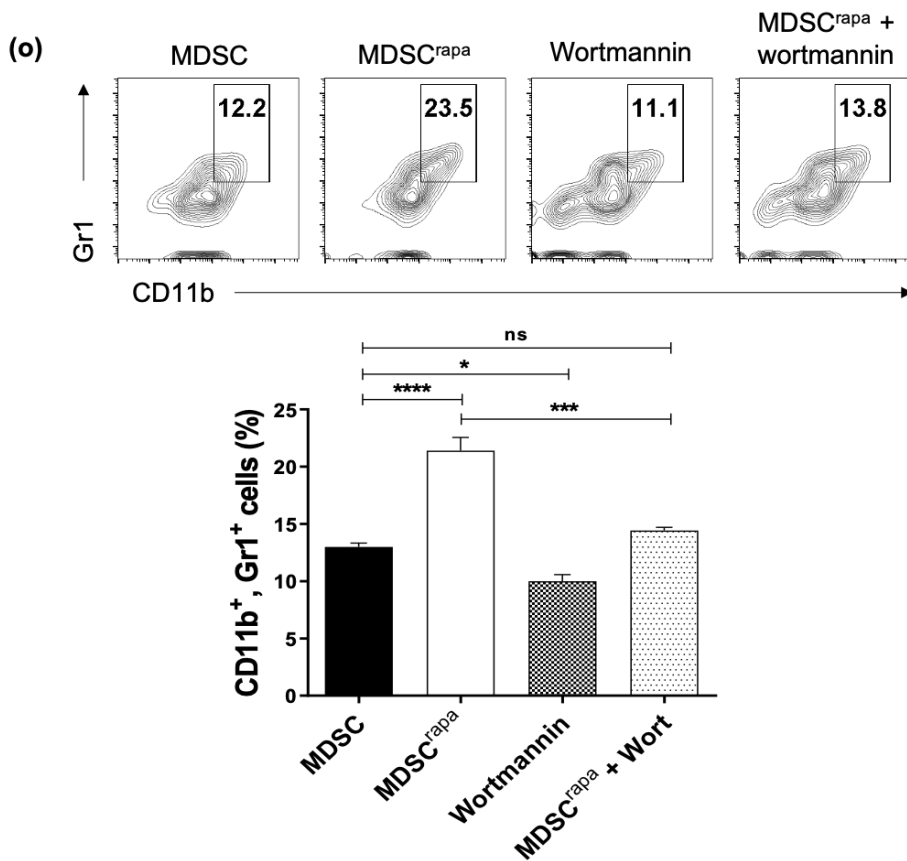 (o)
MDSC
MDSCʳᵃᵖᵃ
Wortmannin
MDSCʳᵃᵖᵃ +
wortmannin
12.2
23.5
11.1
13.8
Gr1
CD11b
ns
*
****
***
CD11b⁺, Gr1⁺ cells (%)
25
20
15
10
5
0
MDSC
MDSCʳᵃᵖᵃ
Wortmannin
MDSCʳᵃᵖᵃ + Wort